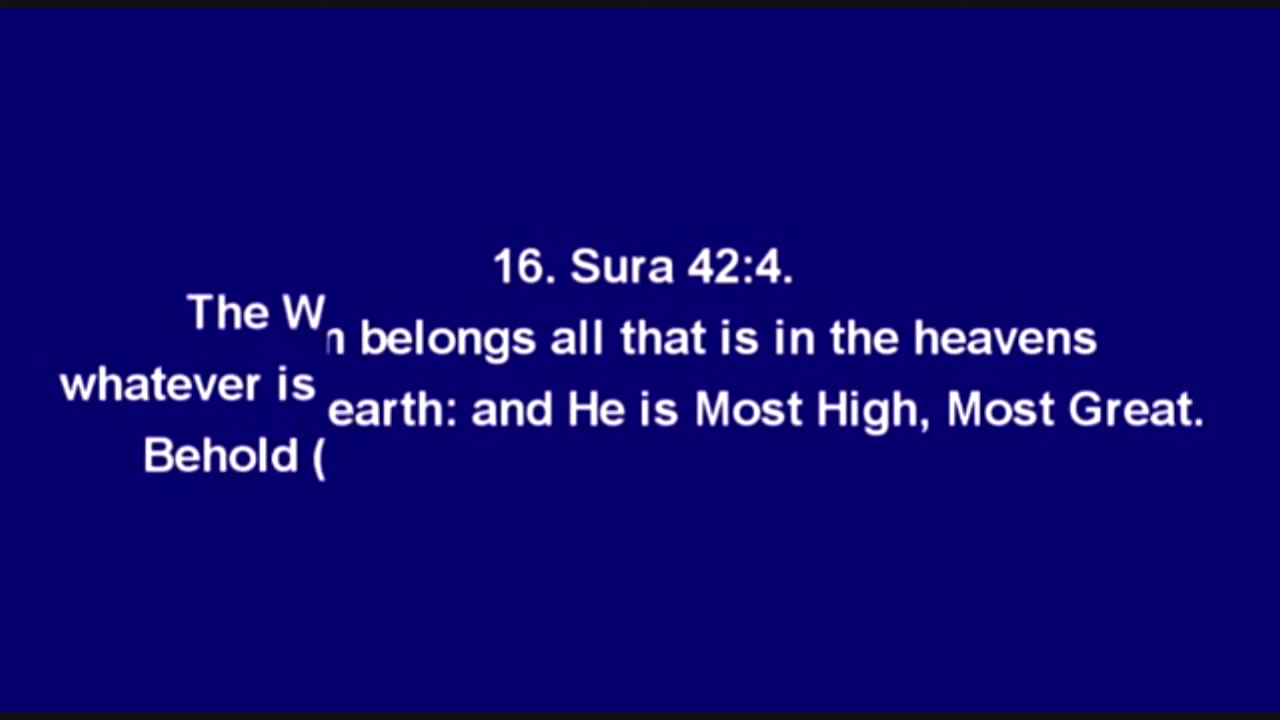 16. Sura 42:4.
The W
belongs all that is in the heavens
whatever is
earth: and He is Most High, Most Great.
Behold (